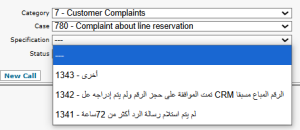 Category 7 - Customer Complaints
Case 780 - Complaint about line reservation
Specification ---
Status
---
1343 - أخرى
1342 - تمت الموافقة على حجز الرقم ولم يتم إدراجه عل CRM الرقم المباع مسبقا
1341 - لم يتم استلام رسالة الرد أكثر من 72ساعة
New Call